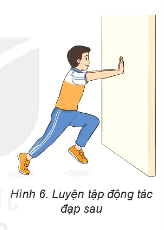 Hình 6. Luyện tập động tác
đạp sau